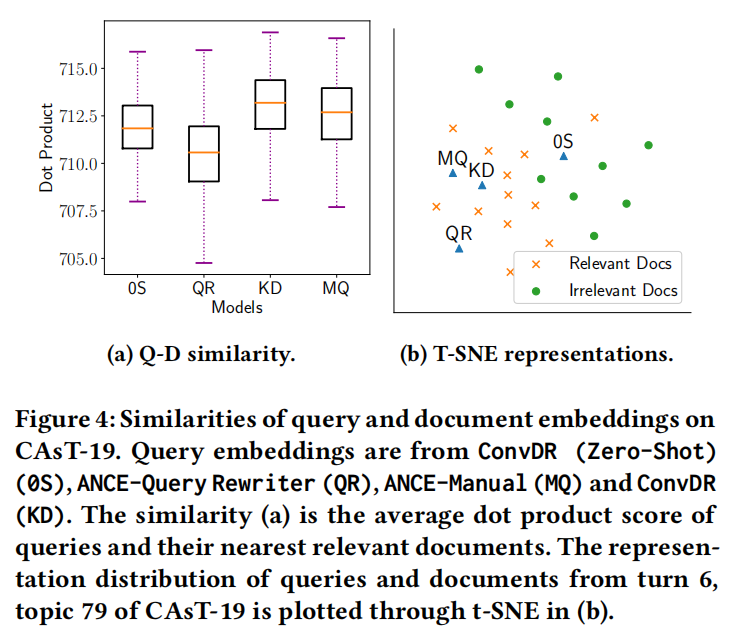 715.0
712.5
710.0
707.5
705.0
Dot Product
0S QR KD MQ
Models
(a) Q-D similarity.
0S
MQ KD
QR
Relevant Docs
Irrelevant Docs
(b) T-SNE representations.
Figure 4: Similarities of query and document embeddings on
CAsT-19. Query embeddings are from ConvDR (Zero-Shot)
(0S), ANCE-Query Rewriter (QR), ANCE-Manual (MQ) and ConvDR
(KD). The similarity (a) is the average dot product score of
queries and their nearest relevant documents. The represen-
tation distribution of queries and documents from turn 6,
topic 79 of CAsT-19 is plotted through t-SNE in (b).